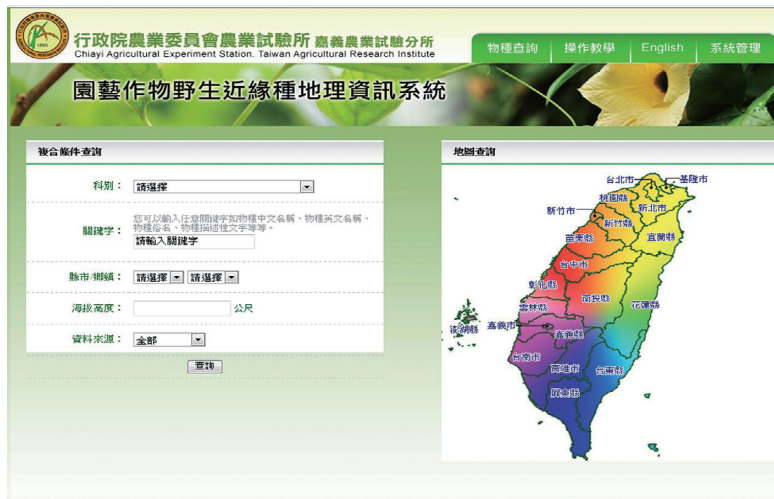 行政院農業委員會農業試驗所 嘉義農業試驗分所
Chiayi Agricultural Experiment Station. Taiwan Agricultural Research Institute
物種查詢
操作教學
English
系統管理
園藝作物野生近緣種地理資訊系統
複合條件查詢
科別：
請選擇
關鍵字：
您可以輸入任意關鍵字如物種中文名稱、物種英文名稱、
物種俗名、物種描述性文字等等。
請輸入關鍵字
縣市/鄉鎮：
請選擇
請選擇
海拔高度：
公尺
資料來源：
全部
查詢
地圖查詢
台北市
基隆市
桃園縣
新北市
新竹市
新竹縣
宜蘭縣
苗栗縣
台中市
彰化縣
南投縣
花蓮縣
雲林縣
澎湖縣
嘉義市
嘉義縣
台南市
高雄市
台東縣
屏東縣